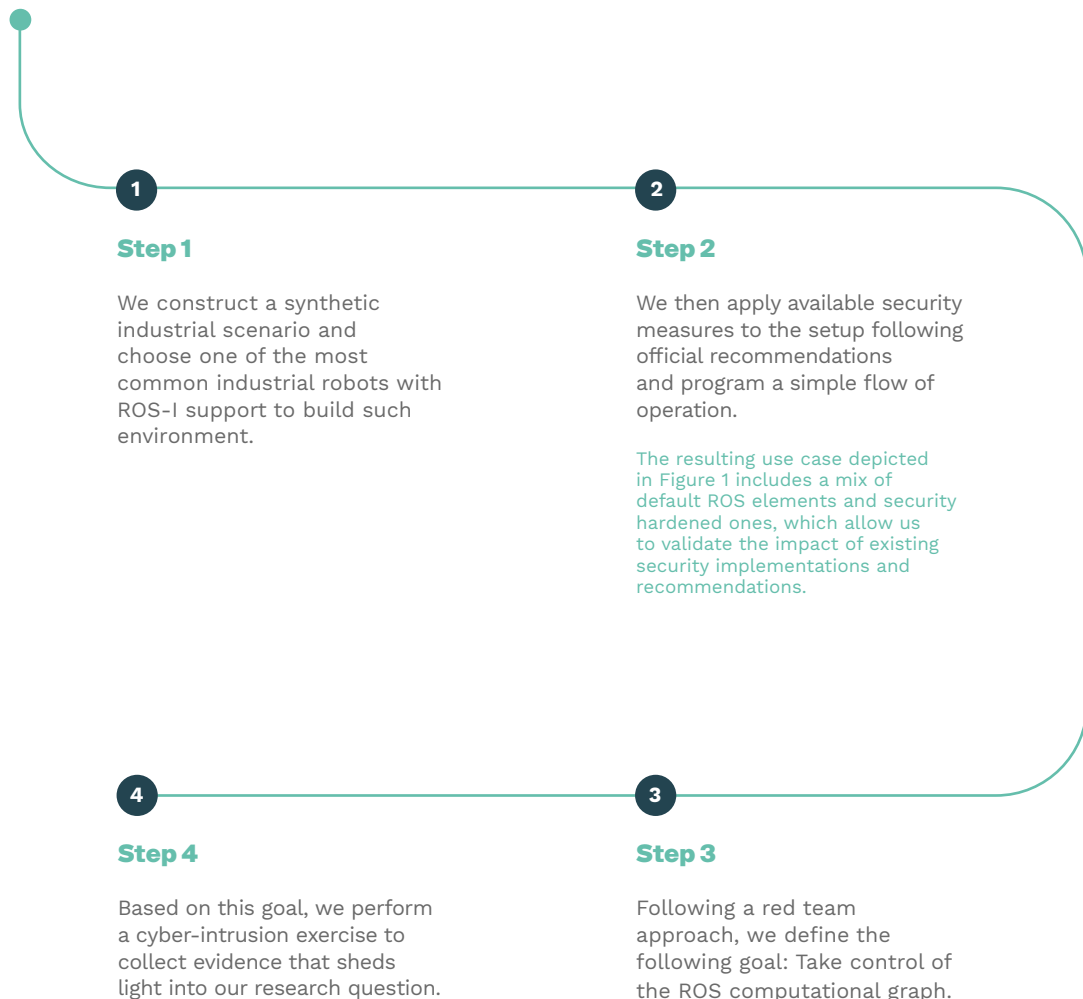 1
Step 1
We construct a synthetic
industrial scenario and
choose one of the most
common industrial robots with
ROS-I support to build such
environment.
2
Step 2
We then apply available security
measures to the setup following
official recommendations
and program a simple flow of
operation.
The resulting use case depicted
in Figure 1 includes a mix of
default ROS elements and security
hardened ones, which allow us
to validate the impact of existing
security implementations and
recommendations.
3
Step 3
Following a red team
approach, we define the
following goal: Take control of
the ROS computational graph.
4
Step 4
Based on this goal, we perform
a cyber-intrusion exercise to
collect evidence that sheds
light into our research question.